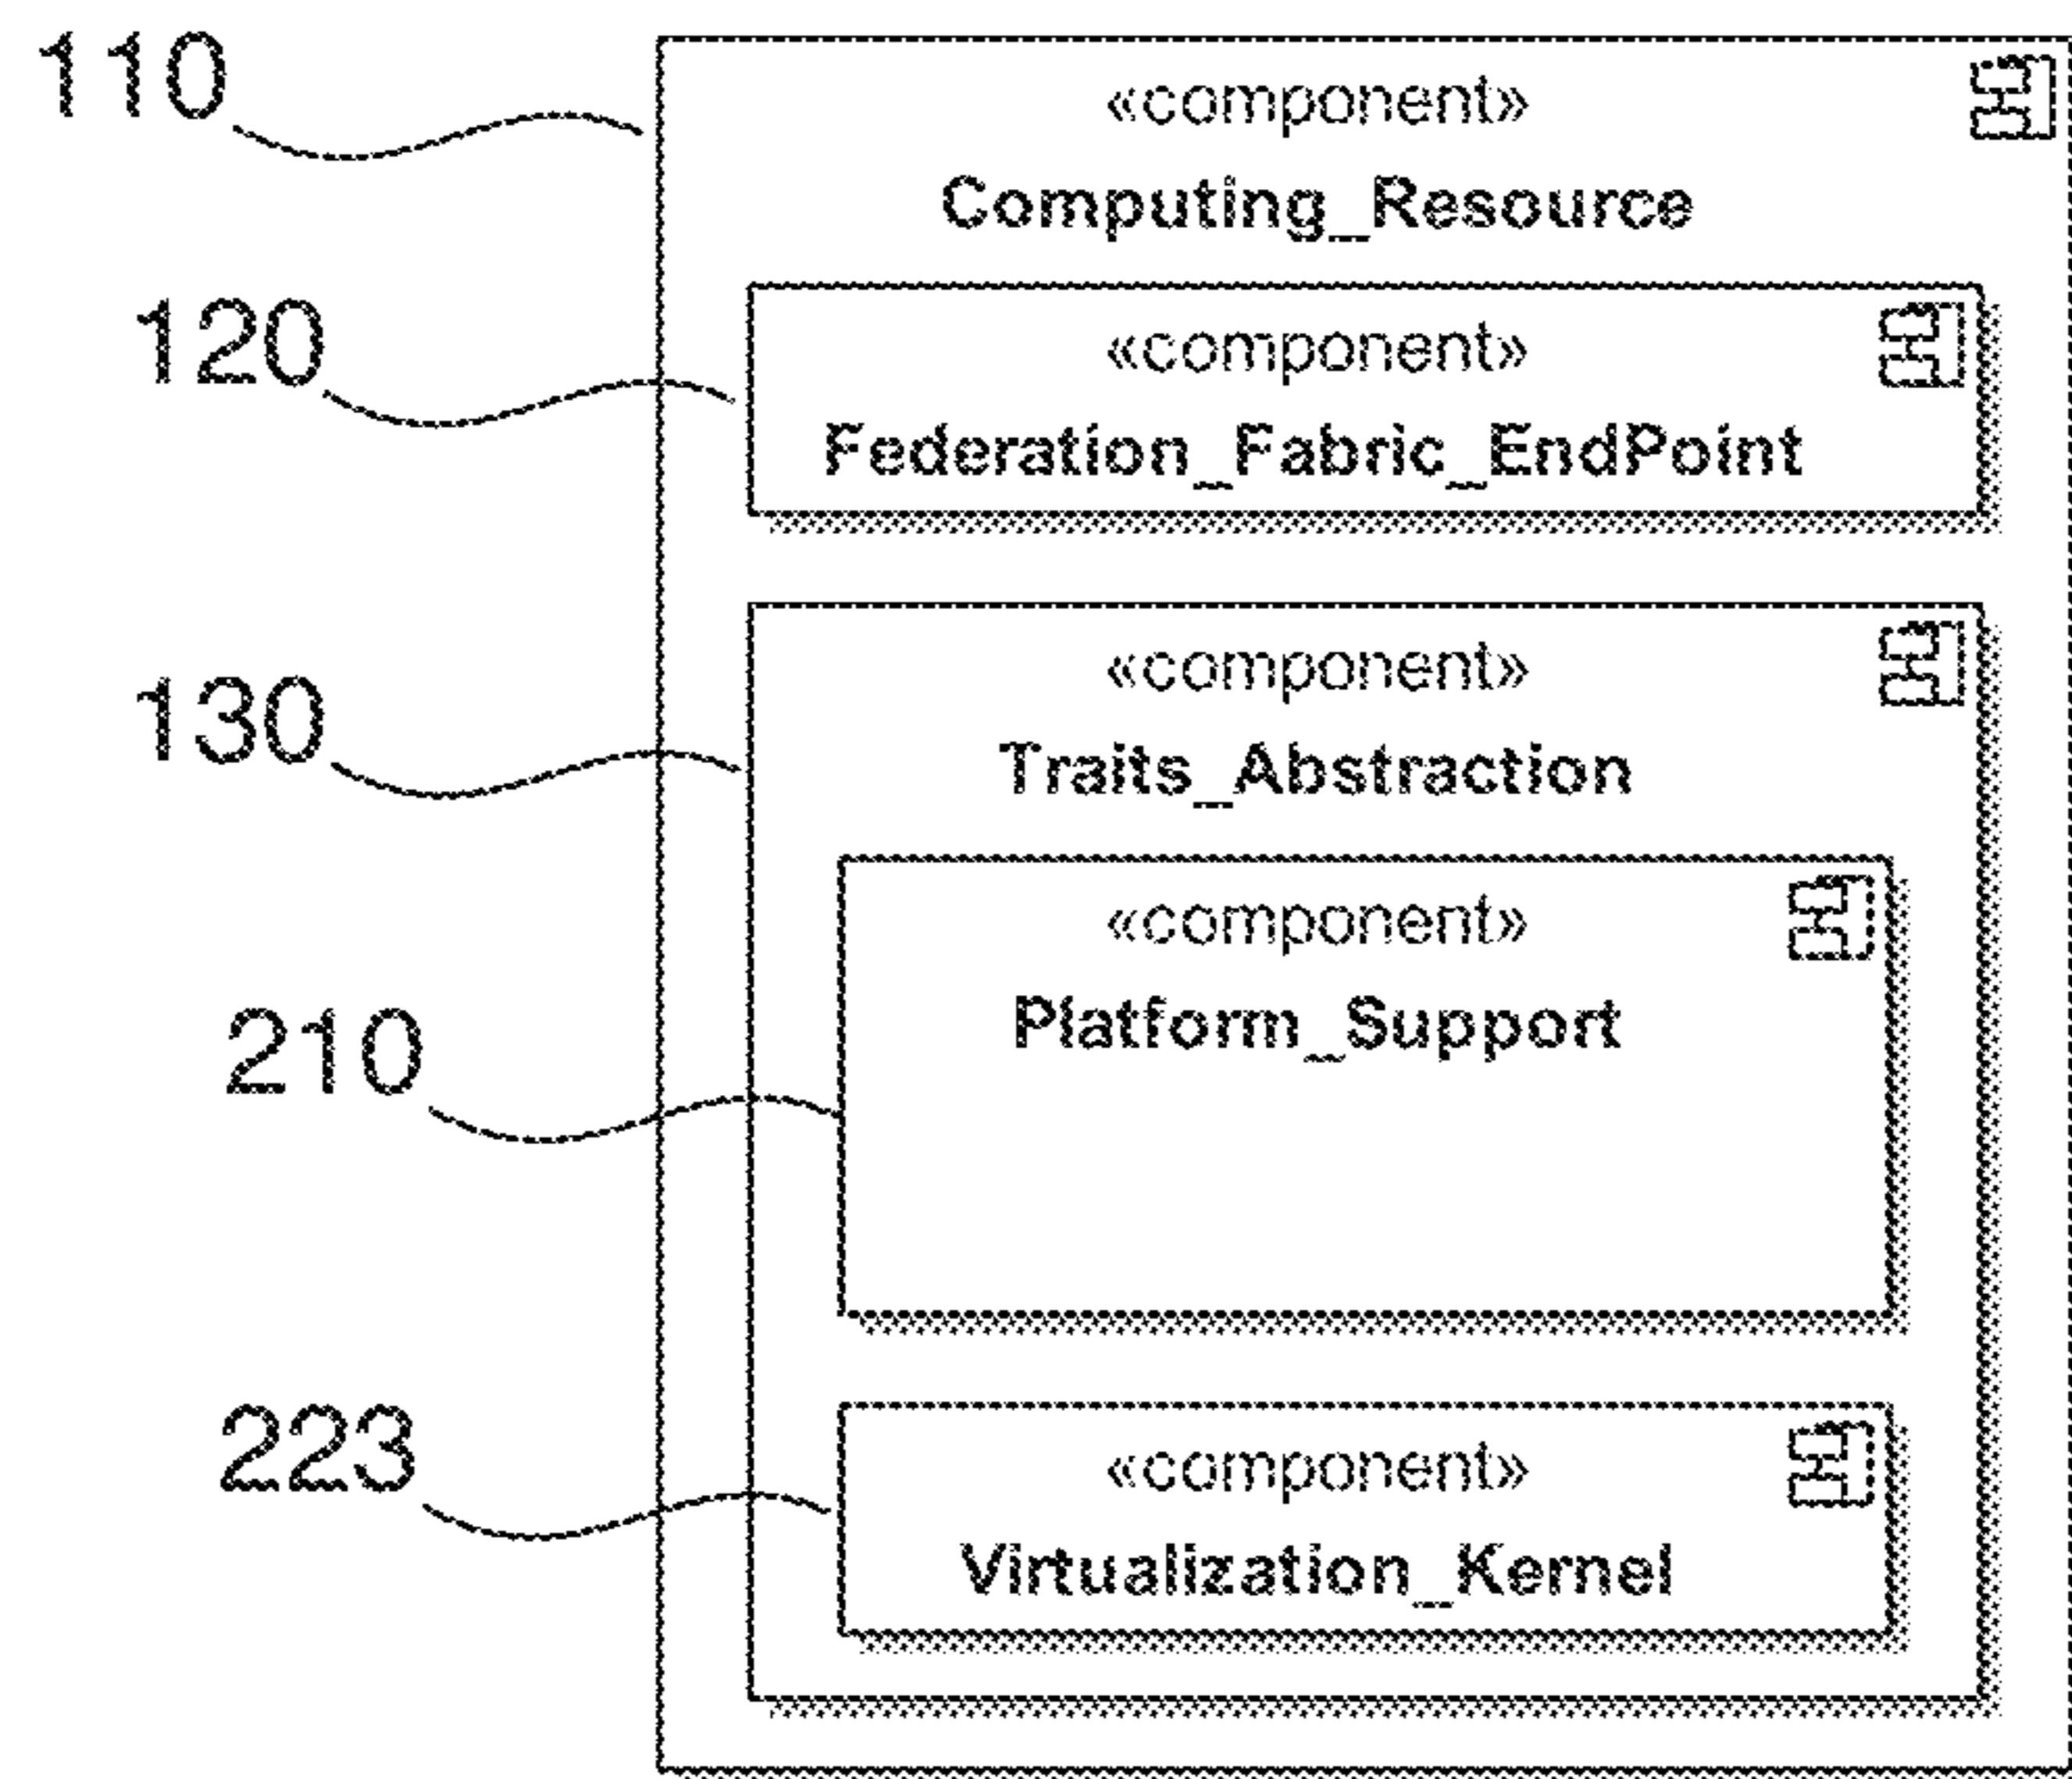 110
«component»
Computing_Resource
120
«component»
Federation_Fabric_EndPoint
130
«component»
Traits_Abstraction
210
«component»
Platform_Support
223
«component»
Virtualization_Kernel